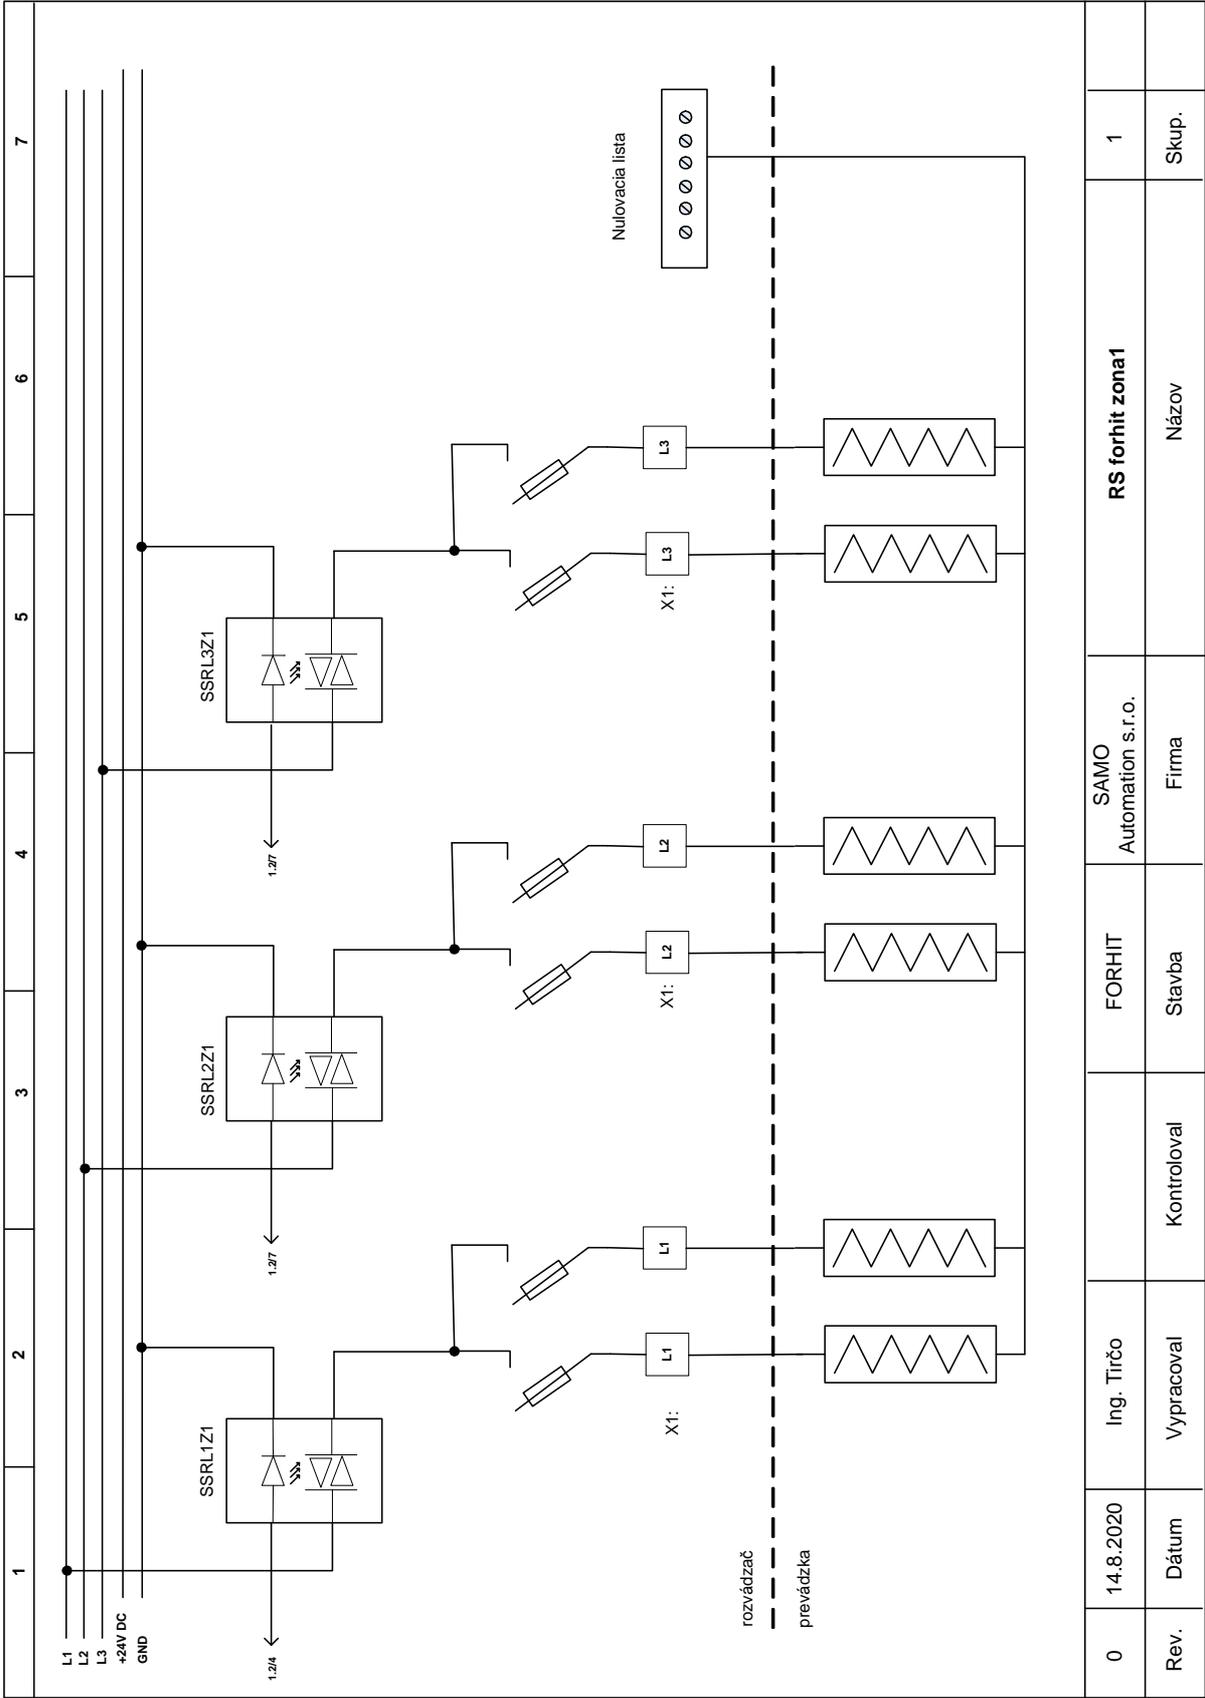 1 2 3 4 5 6 7
L1
L2
L3
+24V DC
GND
SSRL1Z1
SSRL2Z1
SSRL3Z1
1.2/4
1.2/7
1.2/7
Nulovacia lista
X1:
L1
L1
X1:
L2
L2
X1:
L3
L3
rozvádzač
prevádzka
0 14.8.2020 Ing. Tirčo FORHIT SAMO
Automation s.r.o. RS forhit zona1 1
Rev. Dátum Vypracoval Kontroloval Stavba Firma Názov Skup.